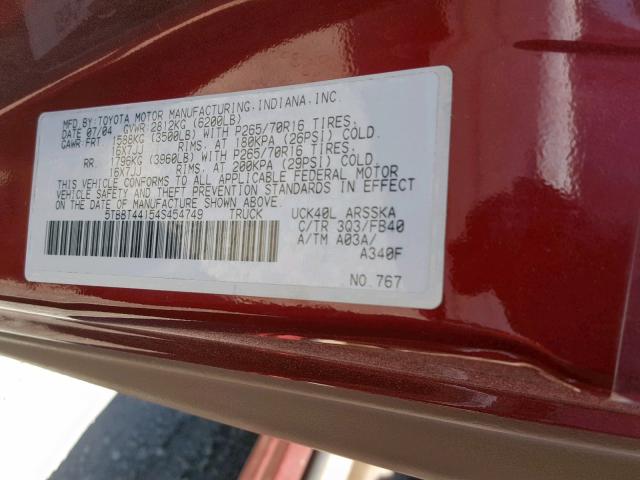 MFD BY: TOYOTA MOTOR MANUFACTURING, INDIANA, INC.
DATE 07/04 GVWR 2812KG (6200LB)
GAWR: FRT. 1588KG (3500LB) WITH P265/70R16 TIRES.
16X7JJ RIMS, AT 180KPA (26PSI) COLD.
RR. 1796KG (3960LB) WITH P265/70R16 TIRES.
16X7JJ RIMS, AT 200KPA (29PSI) COLD.
THIS VEHICLE CONFORMS TO ALL APPLICABLE FEDERAL MOTOR
VEHICLE SAFETY AND THEFT PREVENTION STANDARDS IN EFFECT
ON THE DATE OF MANUFACTURE SHOWN ABOVE.
5TBBT44154S454749 TRUCK UCK40L ARSSKA
C/TR 3Q3/FB40
A/TM A03A/
A340F
NO. 767